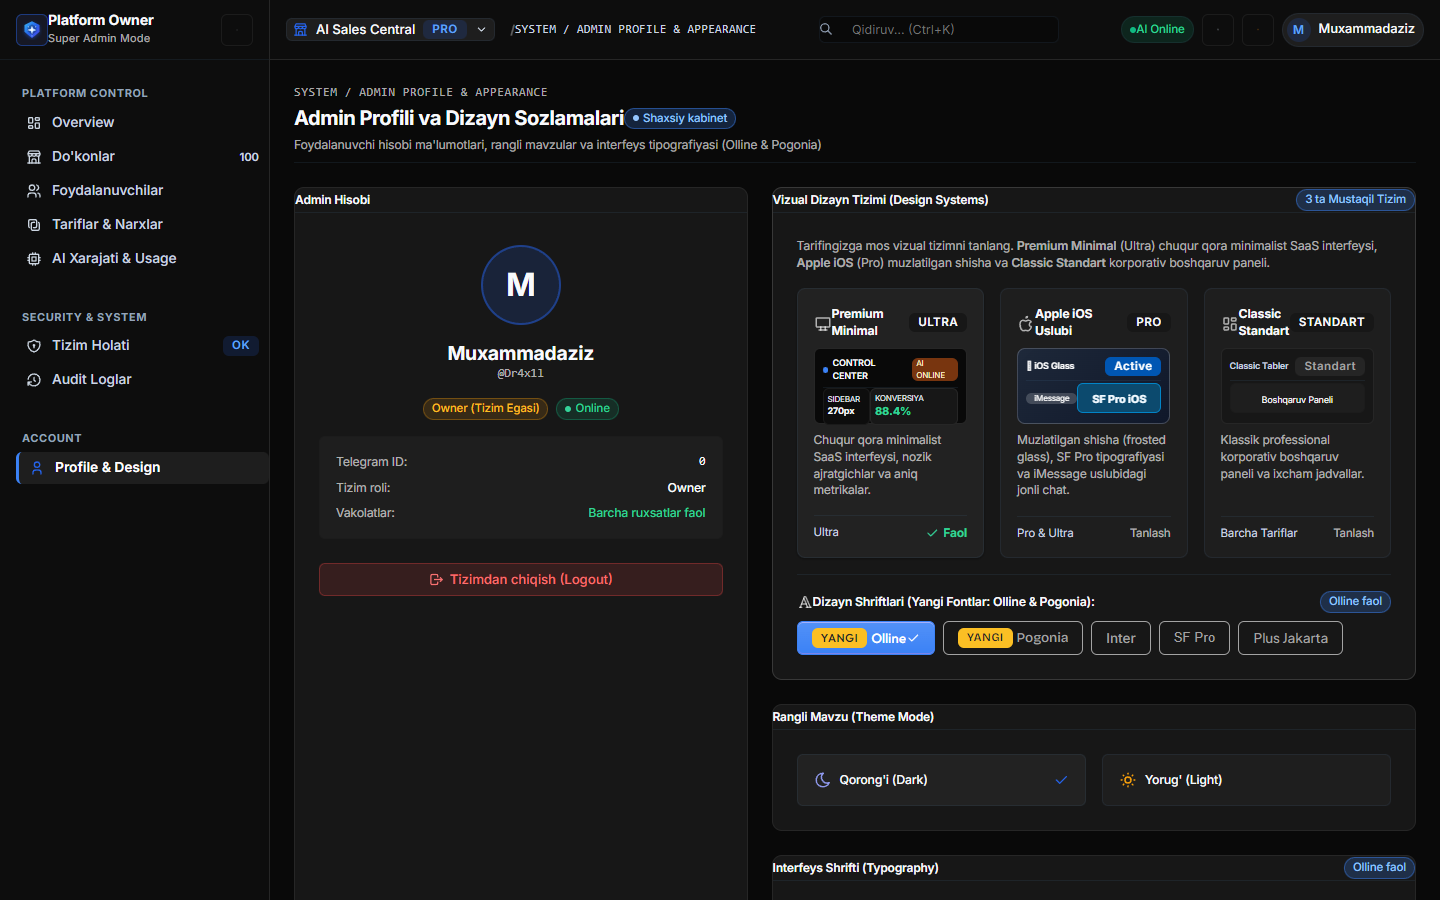 Platform Owner
Super Admin Mode
AI Sales Central PRO
/SYSTEM / ADMIN PROFILE & APPEARANCE
Qidiruv... (Ctrl+K)
AI Online
M Muxammadaziz
PLATFORM CONTROL
Overview
Do'konlar 100
Foydalanuvchilar
Tariflar & Narxlar
AI Xarajati & Usage
SECURITY & SYSTEM
Tizim Holati OK
Audit Loglar
ACCOUNT
Profile & Design
SYSTEM / ADMIN PROFILE & APPEARANCE
Admin Profili va Dizayn Sozlamalari Shaxsiy kabinet
Foydalanuvchi hisobi ma'lumotlari, rangli mavzular va interfeys tipografiyasi (Olline & Pogonia)
Admin Hisobi
M
Muxammadaziz
@Dr4x1l
Owner (Tizim Egasi) Online
Telegram ID: 0
Tizim roli: Owner
Vakolatlar: Barcha ruxsatlar faol
Tizimdan chiqish (Logout)
Vizual Dizayn Tizimi (Design Systems) 3 ta Mustaqil Tizim
Tarifingizga mos vizual tizimni tanlang. Premium Minimal (Ultra) chuqur qora minimalist SaaS interfeysi,
Apple iOS (Pro) muzlatilgan shisha va Classic Standart korporativ boshqaruv paneli.
Premium
Minimal
ULTRA
CONTROL
CENTER
AI
ONLINE
SIDEBAR
270px
KONVERSIYA
88.4%
Chuqur qora minimalist
SaaS interfeysi, nozik
ajratgichlar va aniq
metrikalar.
Ultra Faol
Apple iOS
Uslubi
PRO
iOS Glass Active
iMessage SF Pro iOS
Muzlatilgan shisha (frosted
glass), SF Pro tipografiyasi
va iMessage uslubidagi
jonli chat.
Pro & Ultra Tanlash
Classic
Standart
STANDART
Classic Tabler Standart
Boshqaruv Paneli
Klassik professional
korporativ boshqaruv
paneli va ixcham jadvallar.
Barcha Tariflar Tanlash
Dizayn Shriftlari (Yangi Fontlar: Olline & Pogonia): Olline faol
YANGI Olline
YANGI Pogonia
Inter
SF Pro
Plus Jakarta
Rangli Mavzu (Theme Mode)
Qorong'i (Dark)
Yorug' (Light)
Interfeys Shrifti (Typography) Olline faol